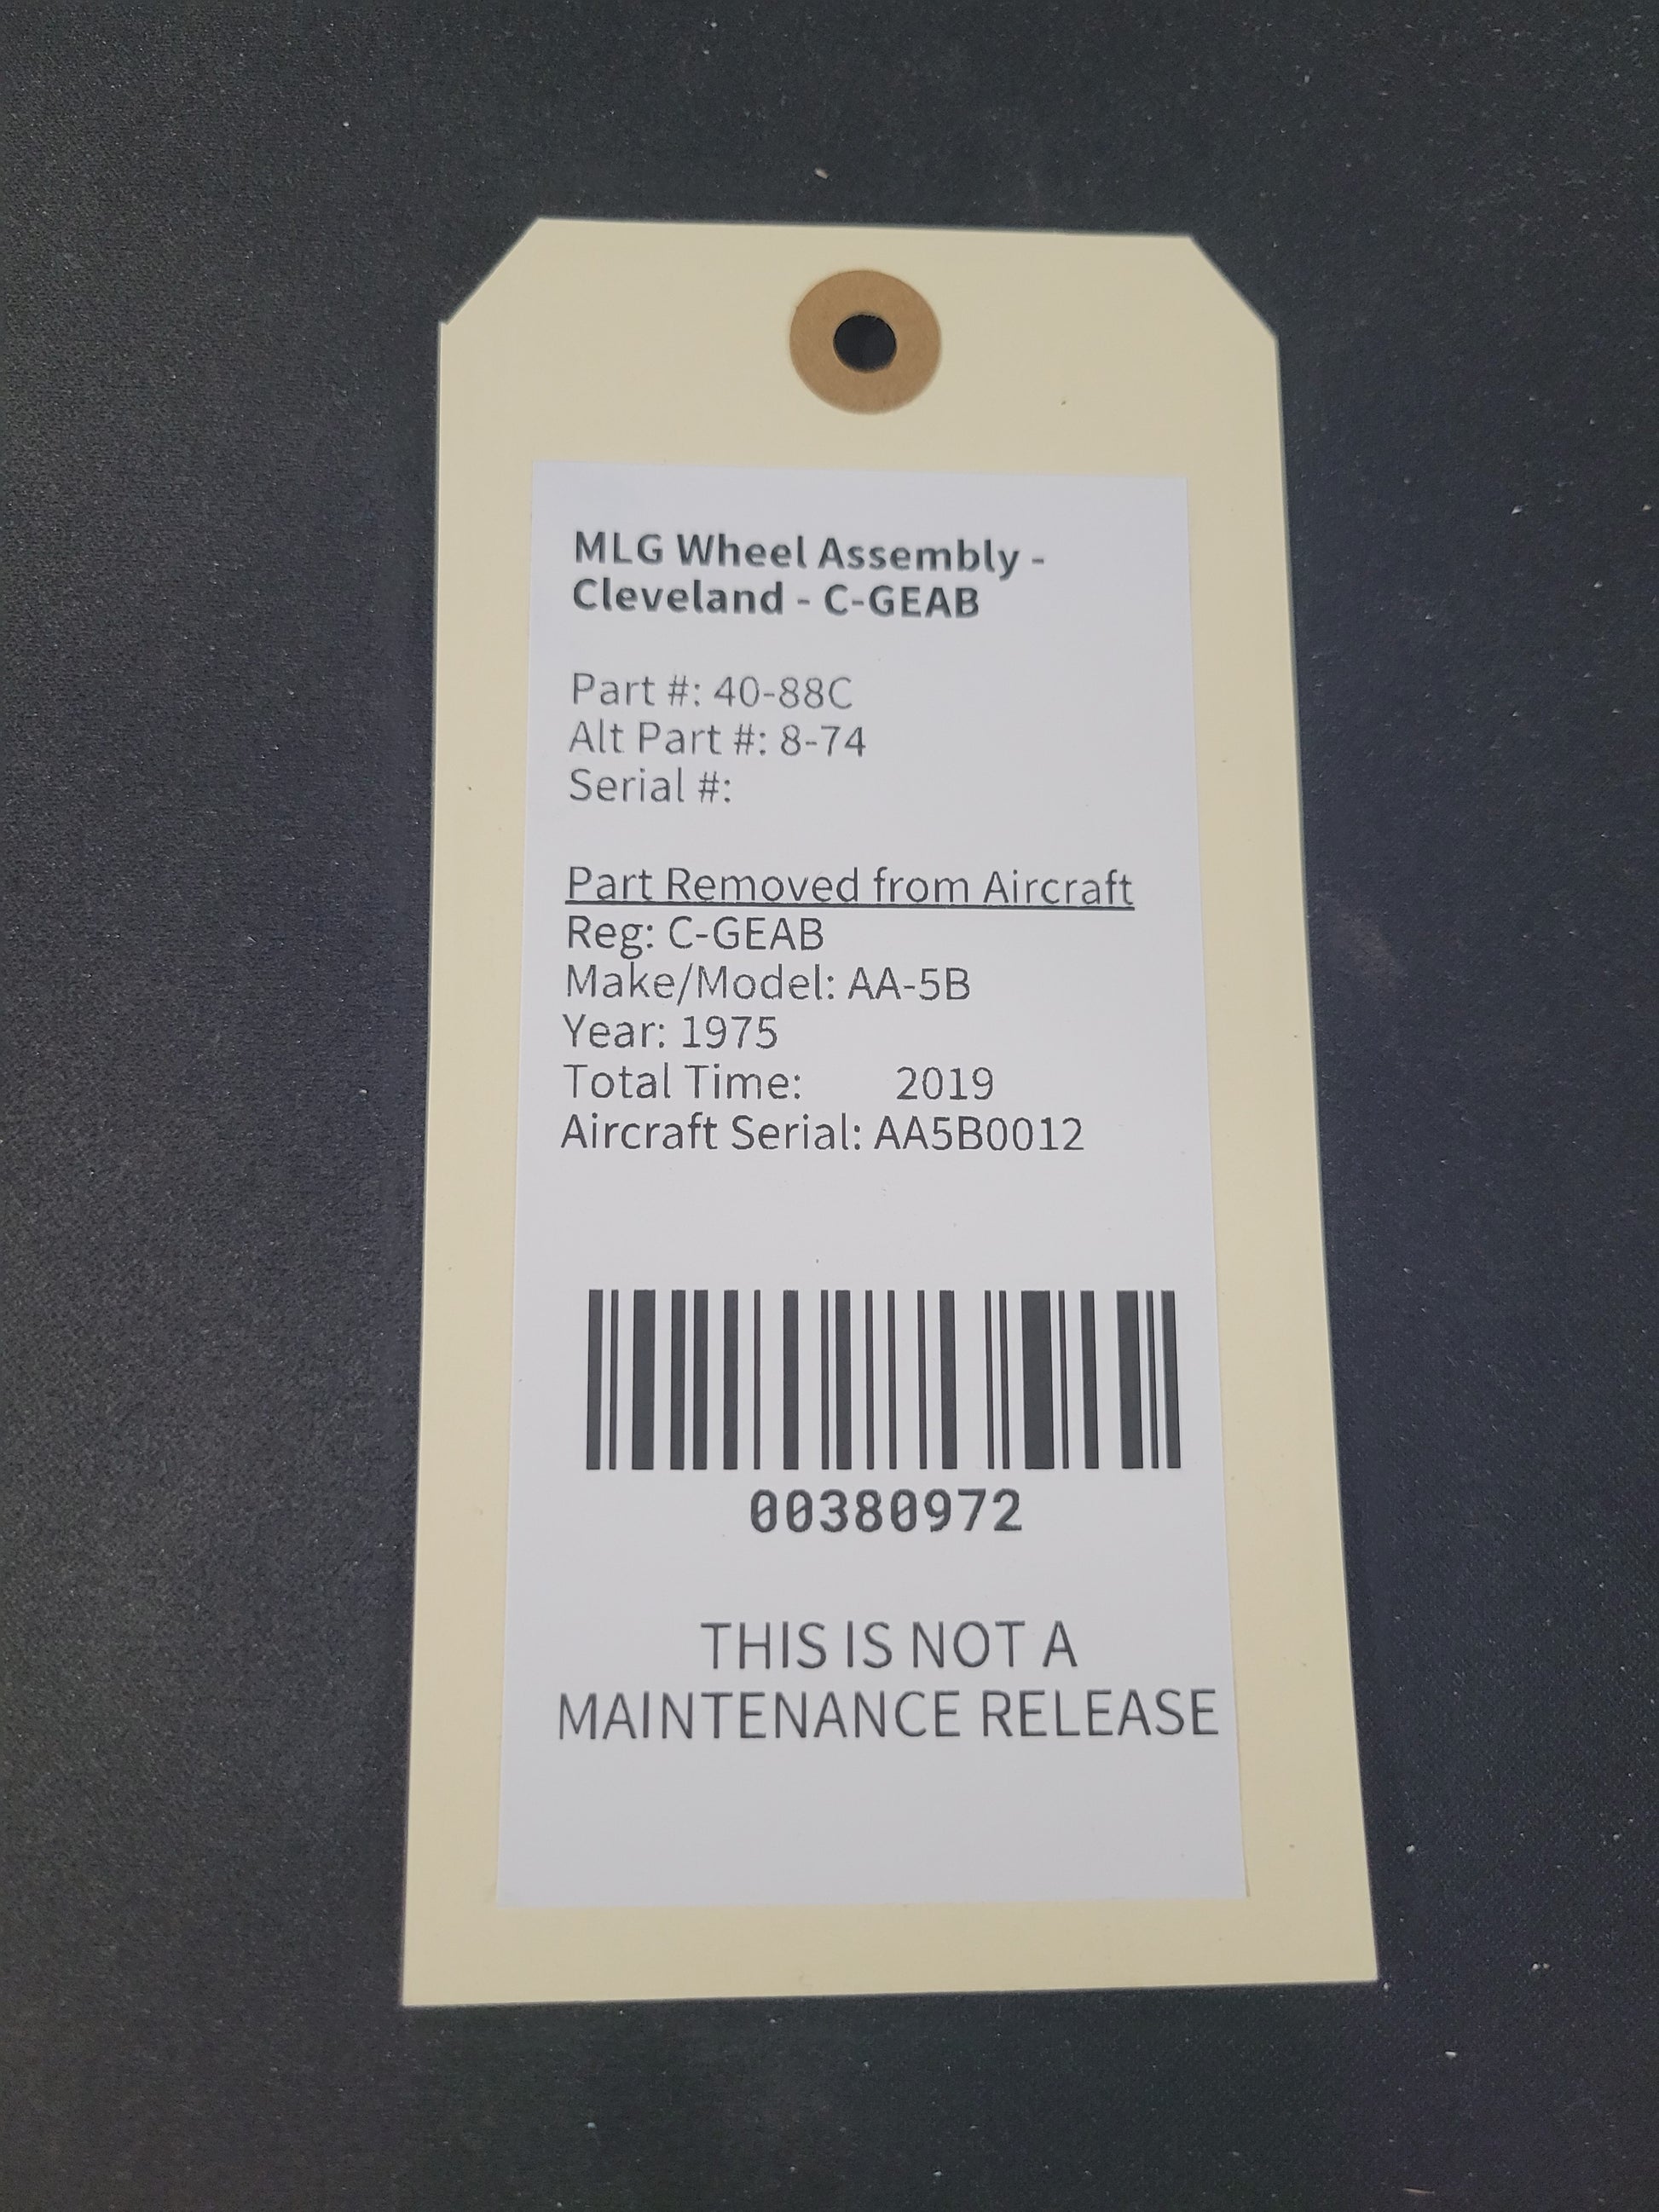 MLG Wheel Assembly -
Cleveland - C-GEAB
Part #: 40-88C
Alt Part #: 8-74
Serial #:
Part Removed from Aircraft
Reg: C-GEAB
Make/Model: AA-5B
Year: 1975
Total Time: 2019
Aircraft Serial: AA5B0012
00380972
THIS IS NOT A
MAINTENANCE RELEASE